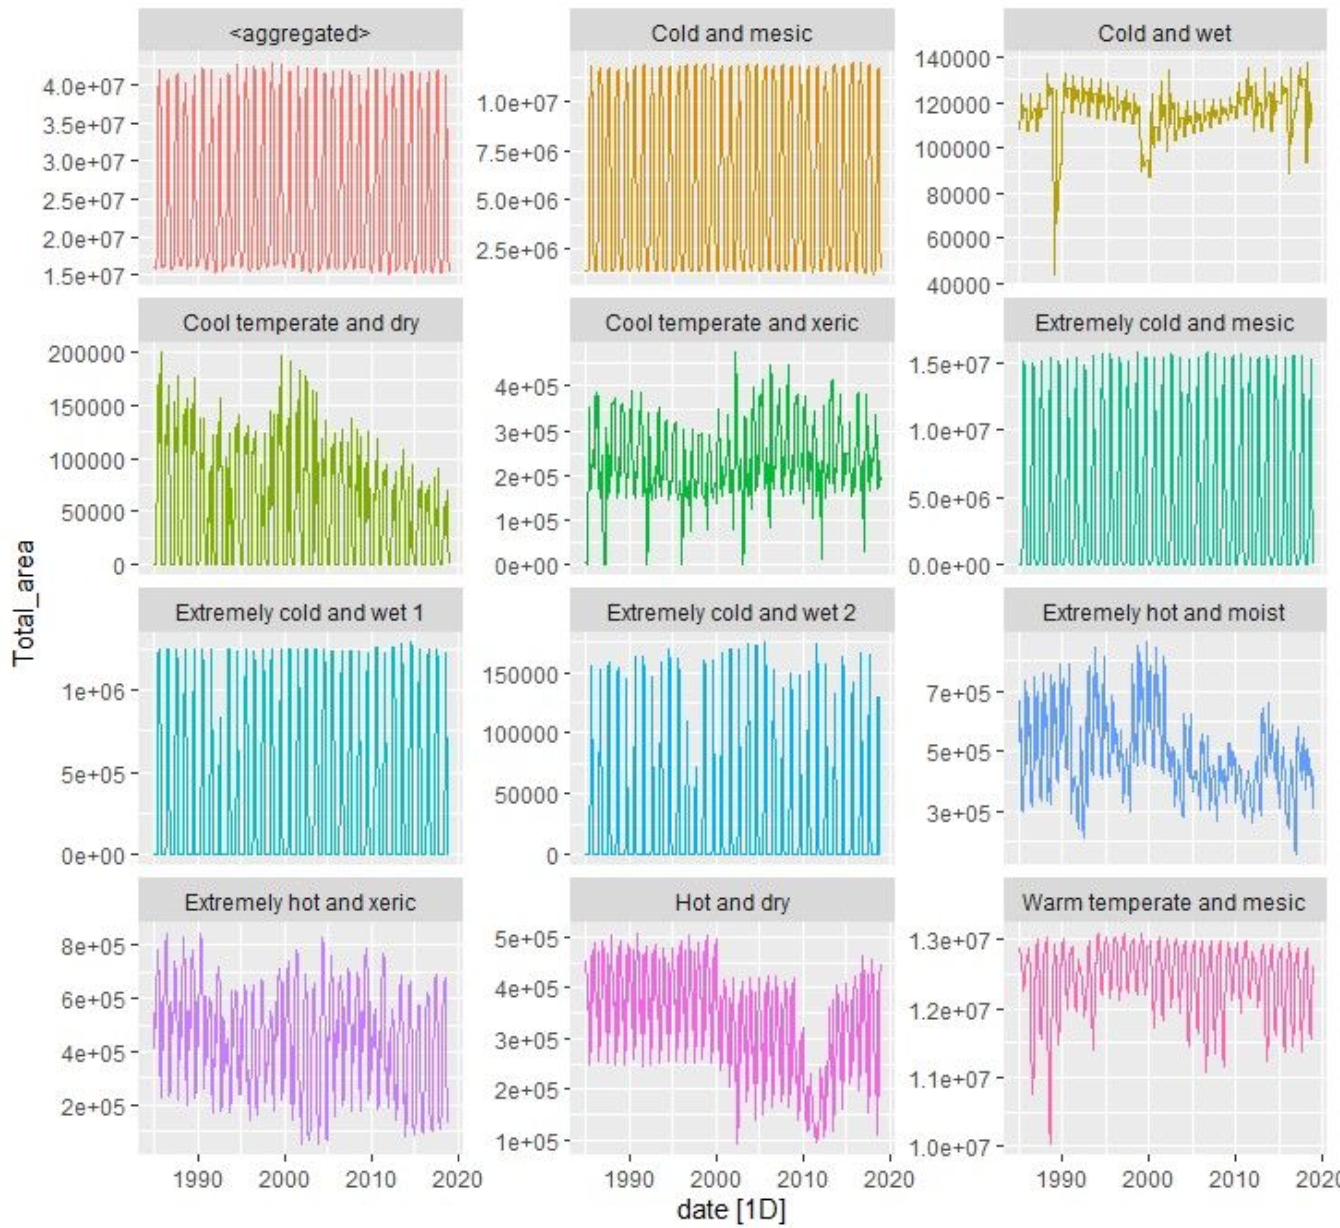 <aggregated>
Cold and mesic
Cold and wet
4.0e+07
3.5e+07
3.0e+07
2.5e+07
2.0e+07
1.5e+07
1.0e+07
7.5e+06
5.0e+06
2.5e+06
140000
120000
100000
80000
60000
40000
Cool temperate and dry
Cool temperate and xeric
Extremely cold and mesic
200000
150000
100000
50000
0
4e+05
3e+05
2e+05
1e+05
0e+00
1.5e+07
1.0e+07
5.0e+06
0.0e+00
Total_area
Extremely cold and wet 1
Extremely cold and wet 2
Extremely hot and moist
1e+06
5e+05
0e+00
150000
100000
50000
0
7e+05
5e+05
3e+05
Extremely hot and xeric
Hot and dry
Warm temperate and mesic
8e+05
6e+05
4e+05
2e+05
5e+05
4e+05
3e+05
2e+05
1e+05
1.3e+07
1.2e+07
1.1e+07
1.0e+07
1990 2000 2010 2020
1990 2000 2010 2020
1990 2000 2010 2020
date [1D]